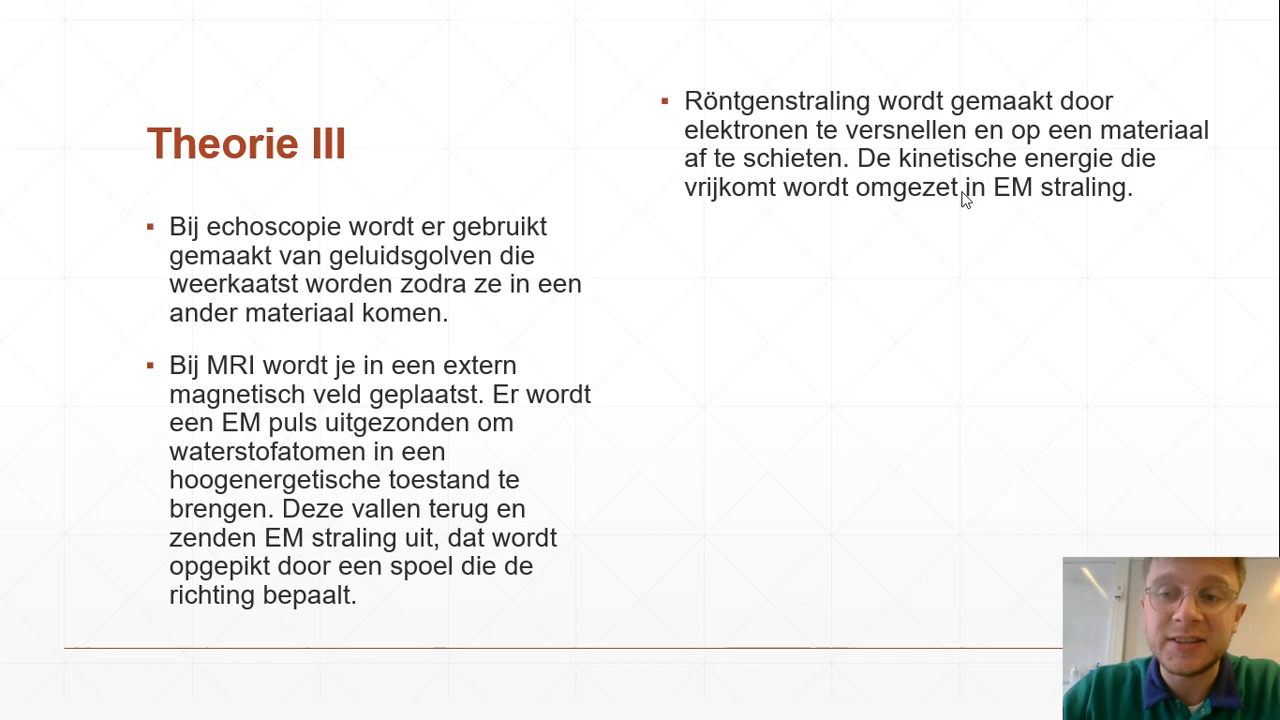 Theorie III
▪ Bij echoscopie wordt er gebruikt
gemaakt van geluidsgolven die
weerkaatst worden zodra ze in een
ander materiaal komen.
▪ Bij MRI wordt je in een extern
magnetisch veld geplaatst. Er wordt
een EM puls uitgezonden om
waterstofatomen in een
hoogenergetische toestand te
brengen. Deze vallen terug en
zenden EM straling uit, dat wordt
opgepikt door een spoel die de
richting bepaalt.
▪ Röntgenstraling wordt gemaakt door
elektronen te versnellen en op een materiaal
af te schieten. De kinetische energie die
vrijkomt wordt omgezet in EM straling.